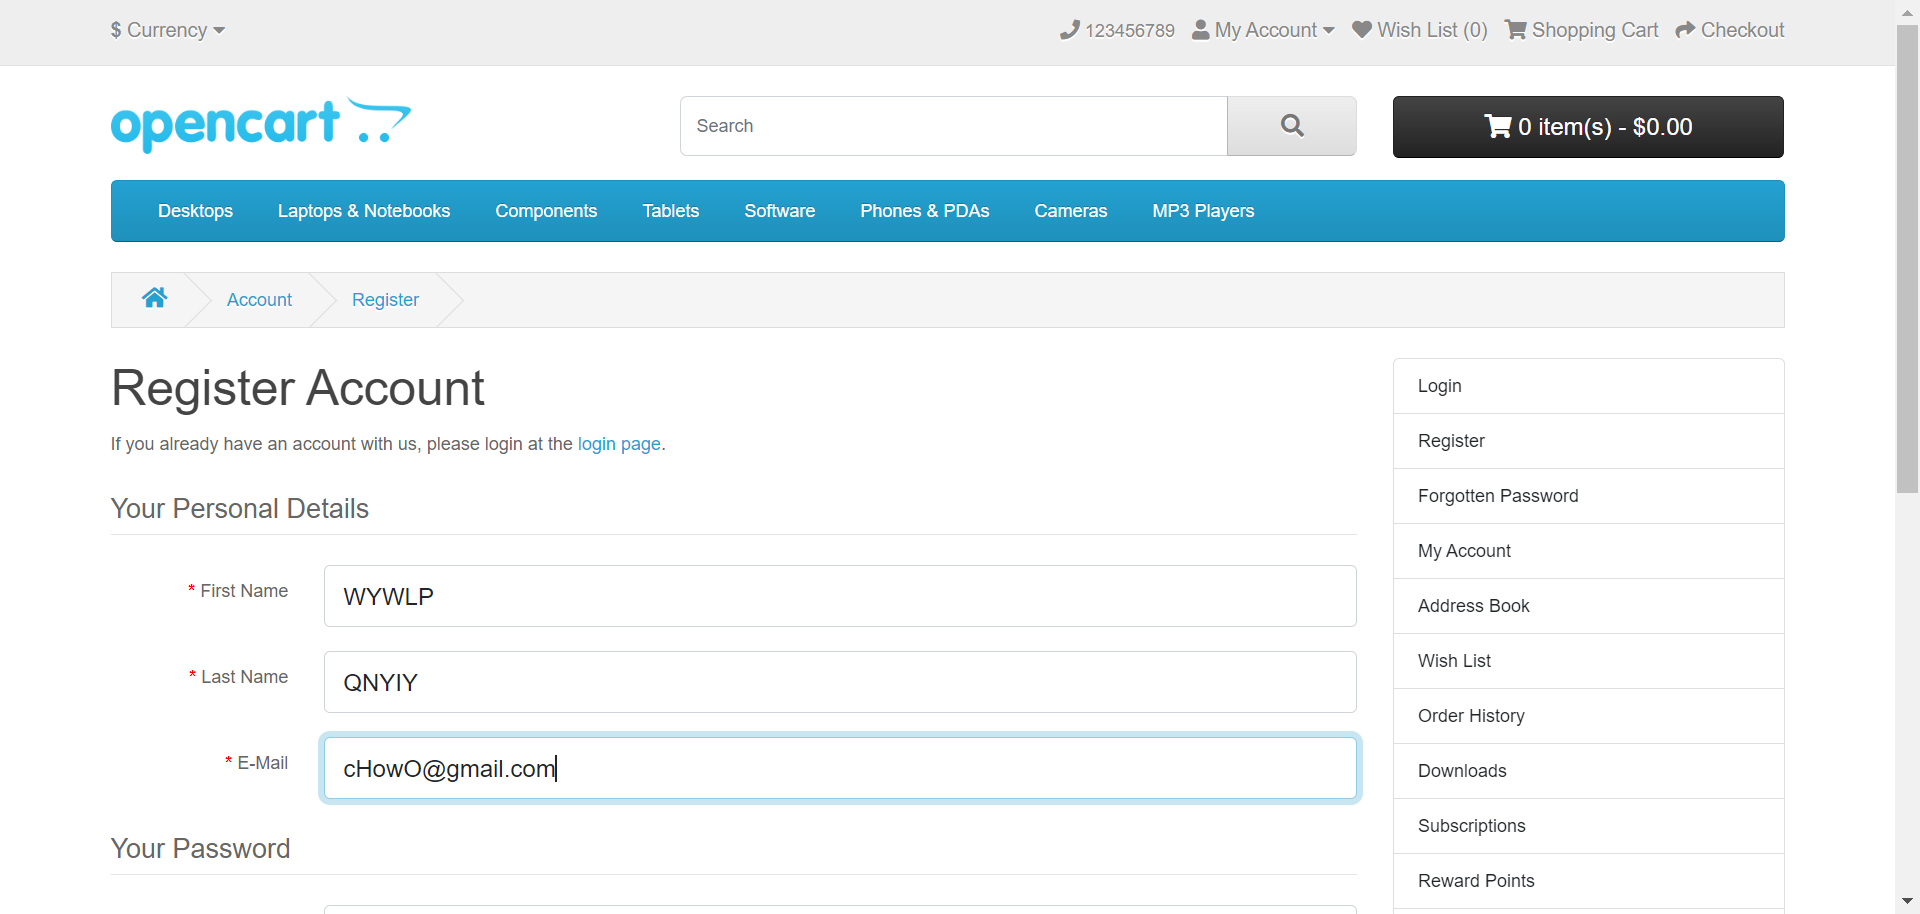 $ Currency
123456789 My Account Wish List (0) Shopping Cart Checkout
opencart
Search
0 item(s) - $0.00
Desktops Laptops & Notebooks Components Tablets Software Phones & PDAs Cameras MP3 Players
Account Register
Register Account
If you already have an account with us, please login at the login page.
Your Personal Details
* First Name
WYWLP
* Last Name
QNYIY
* E-Mail
cHowO@gmail.com
Your Password
Login
Register
Forgotten Password
My Account
Address Book
Wish List
Order History
Downloads
Subscriptions
Reward Points